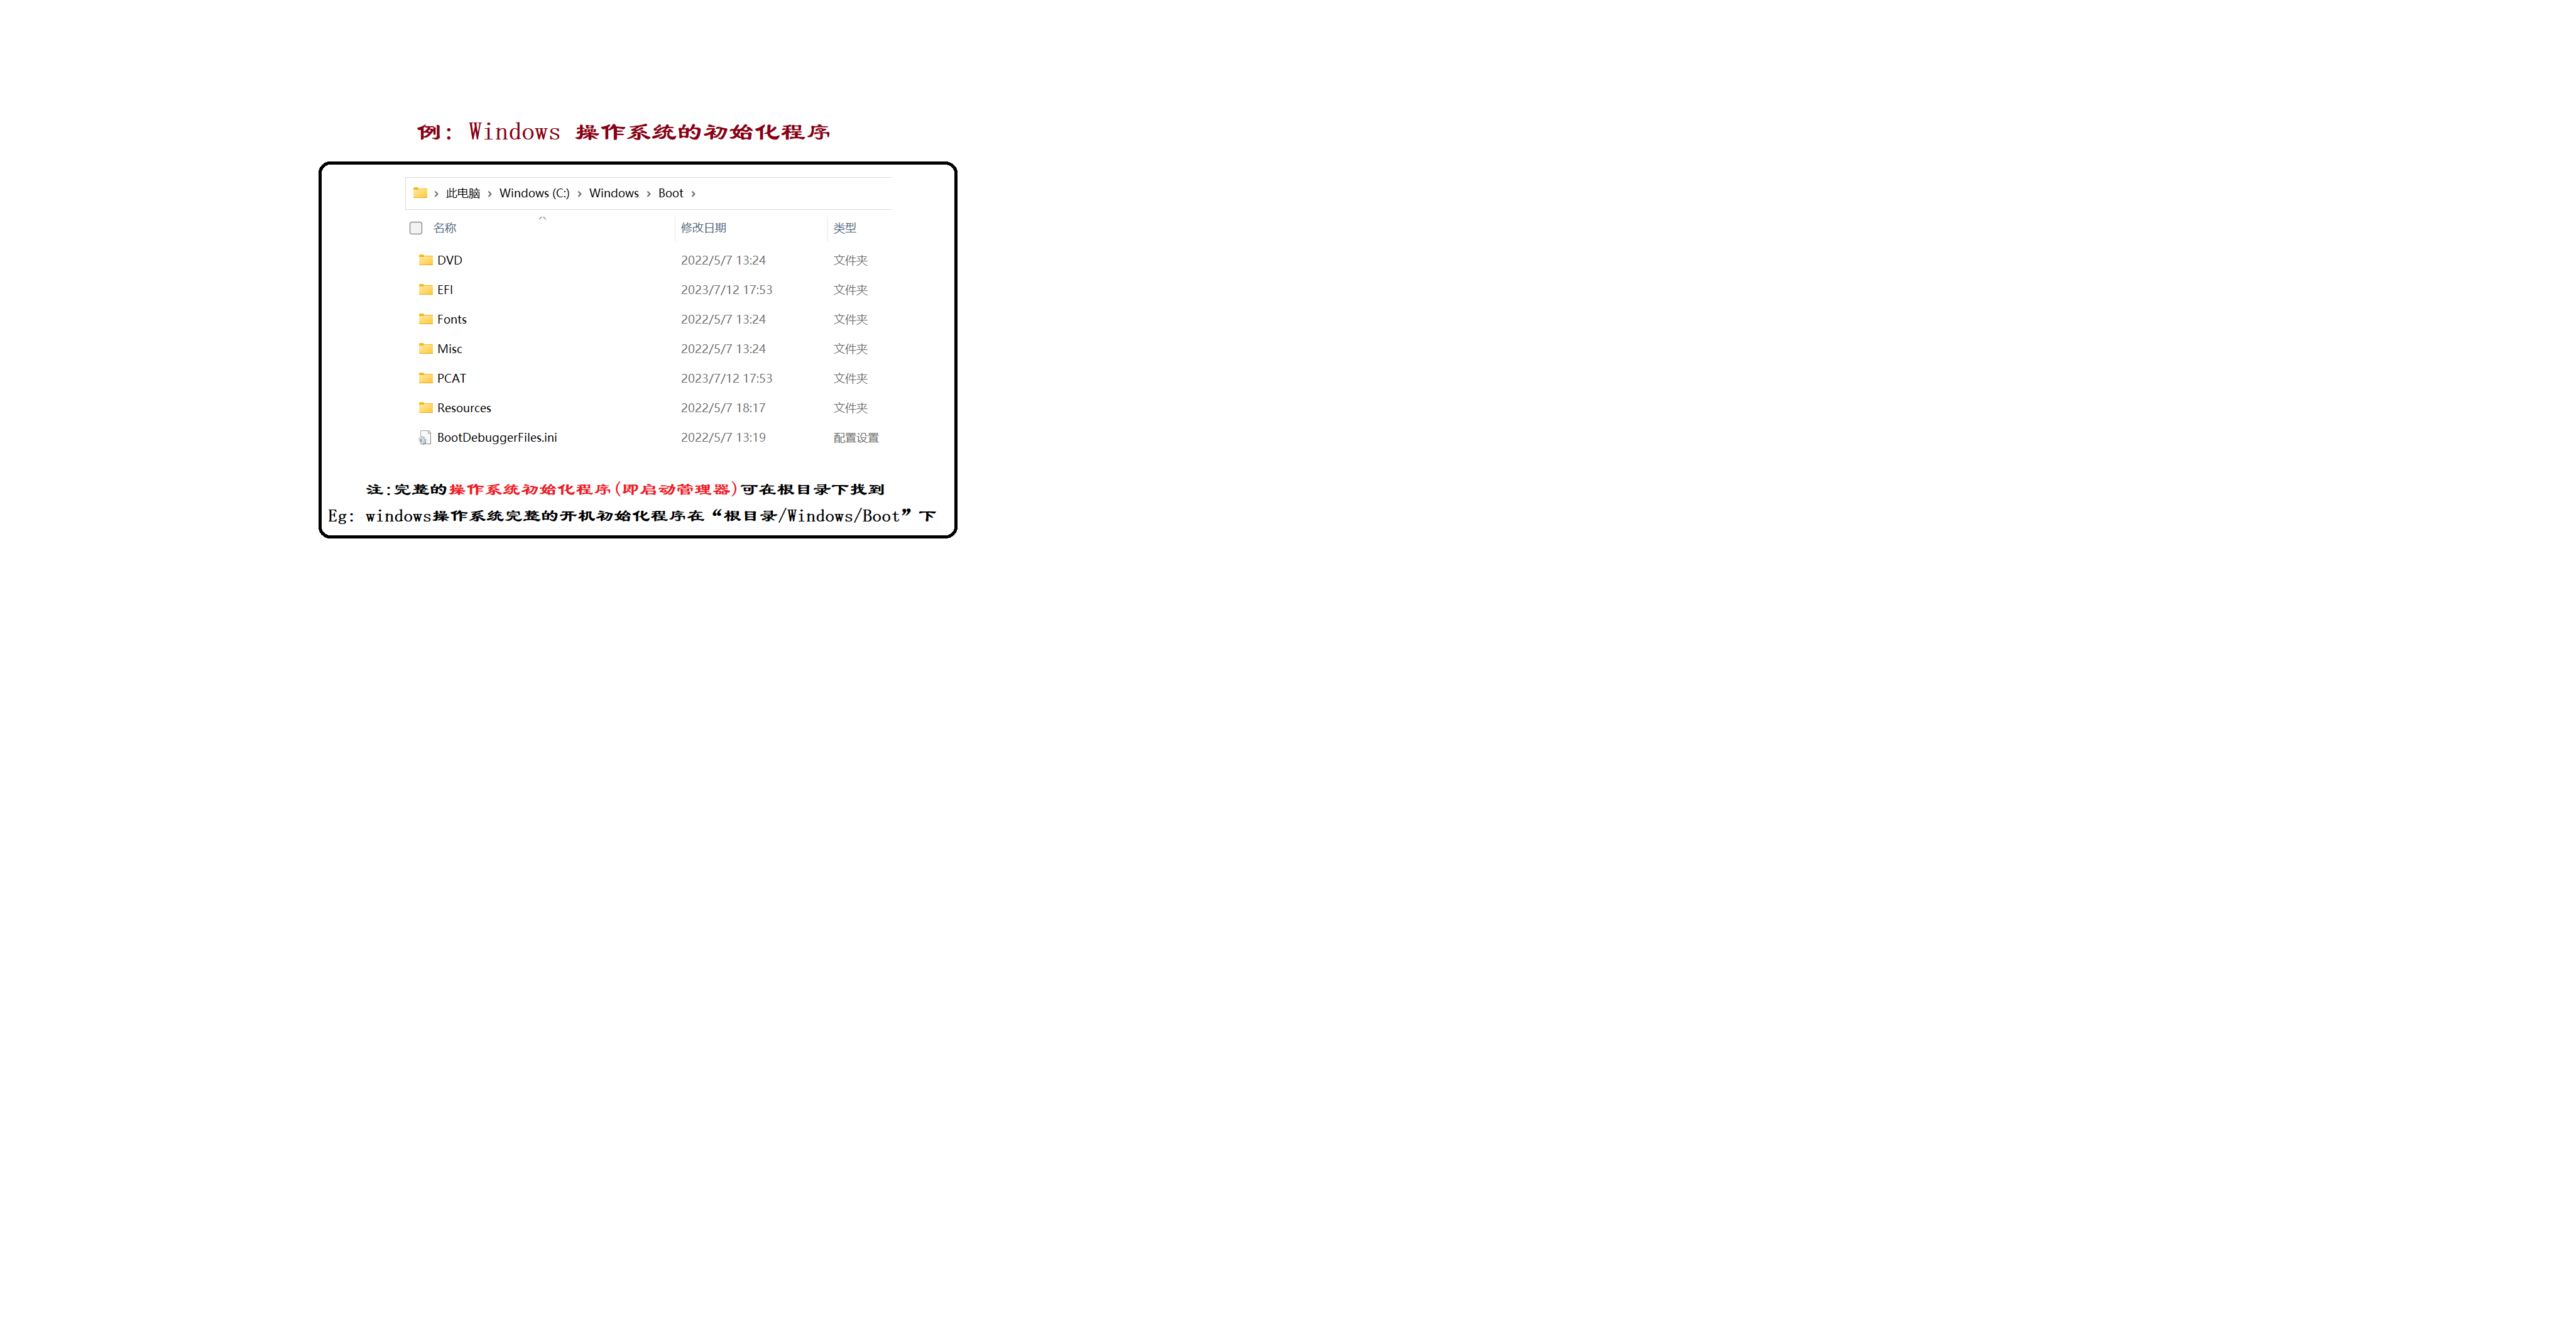 例: Windows 操作系统的初始化程序
此电脑 › Windows (C:) › Windows › Boot ›
名称 修改日期 类型
DVD 2022/5/7 13:24 文件夹
EFI 2023/7/12 17:53 文件夹
Fonts 2022/5/7 13:24 文件夹
Misc 2022/5/7 13:24 文件夹
PCAT 2023/7/12 17:53 文件夹
Resources 2022/5/7 18:17 文件夹
BootDebuggerFiles.ini 2022/5/7 13:19 配置设置
注:完整的操作系统初始化程序(即启动管理器)可在根目录下找到
Eg: windows操作系统完整的开机初始化程序在“根目录/Windows/Boot”下